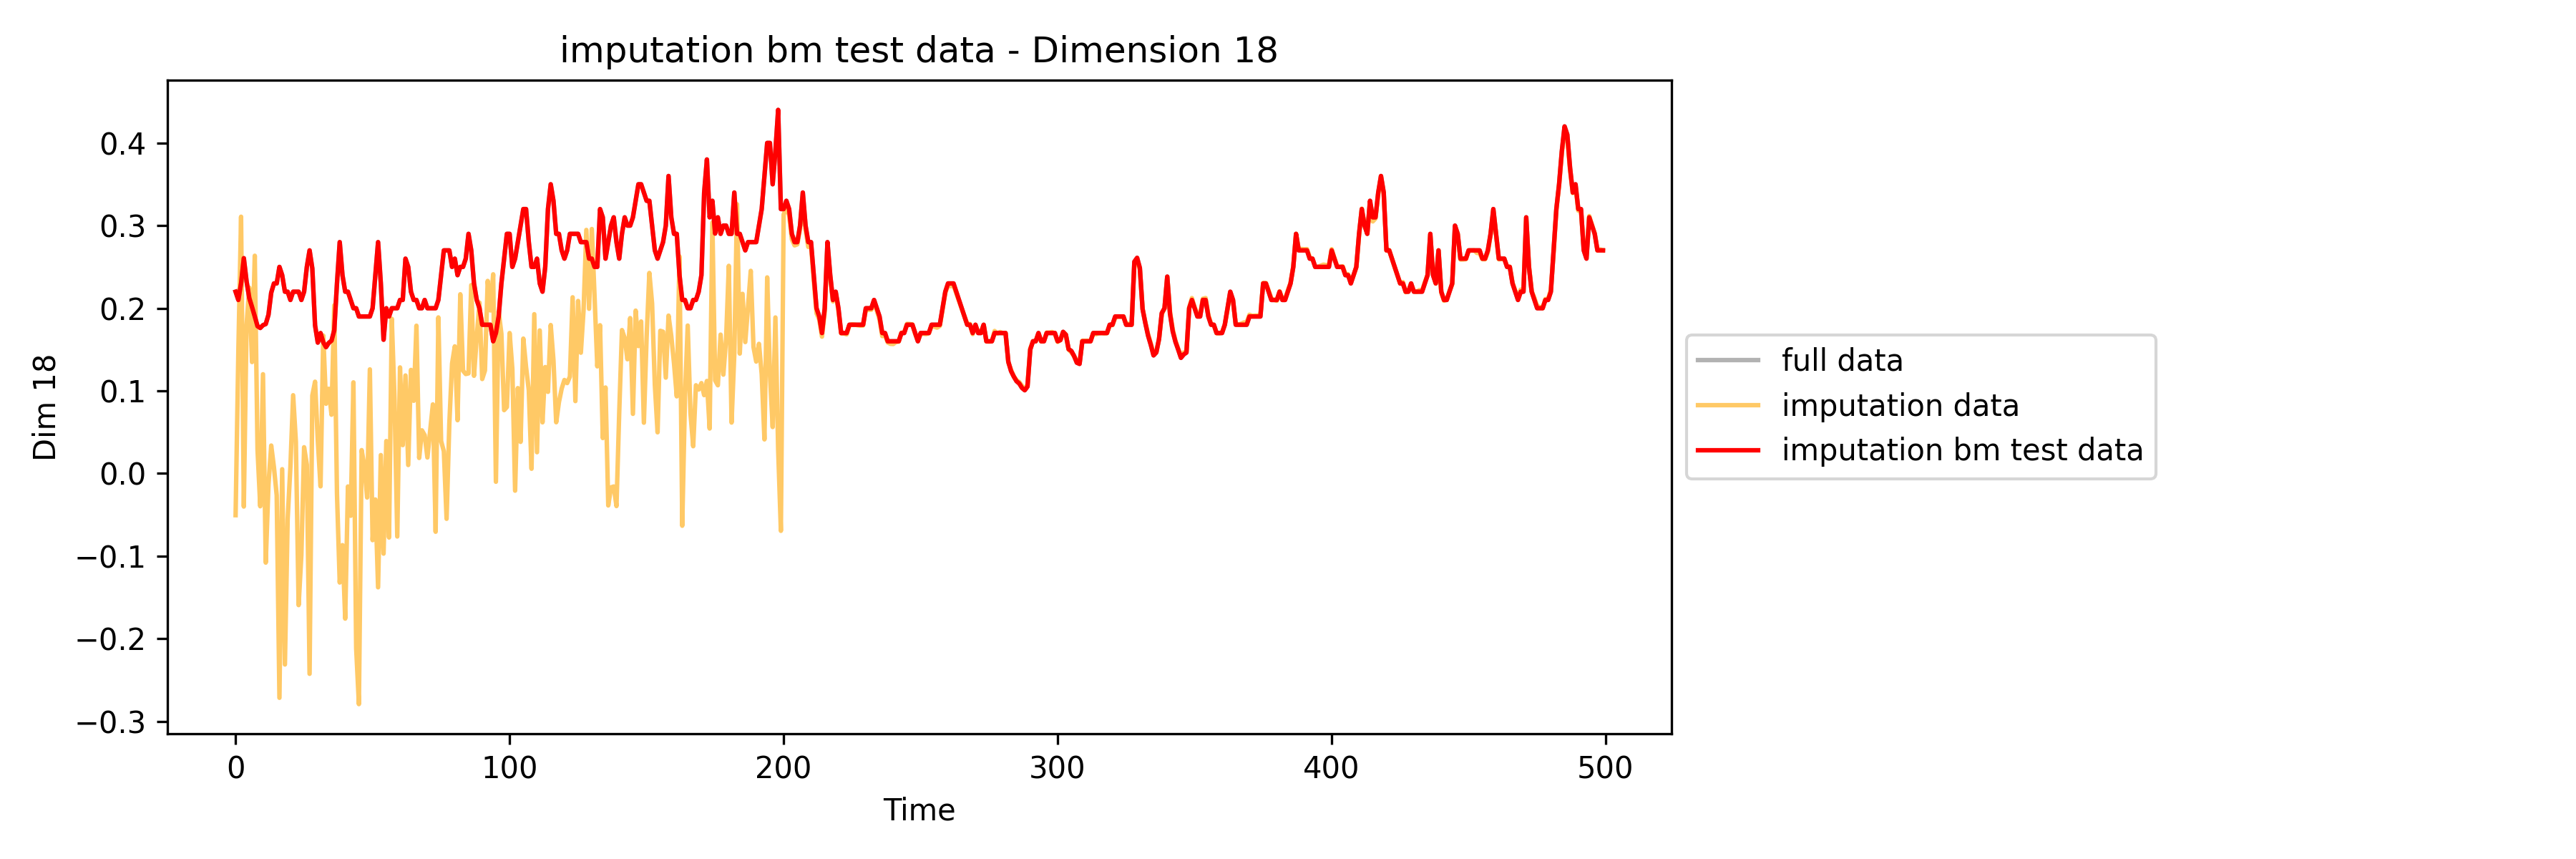 imputation bm test data - Dimension 18
0.4
0.3
0.2
0.1
0.0
−0.1
−0.2
−0.3
Dim 18
0 100 200 300 400 500
Time
full data
imputation data
imputation bm test data